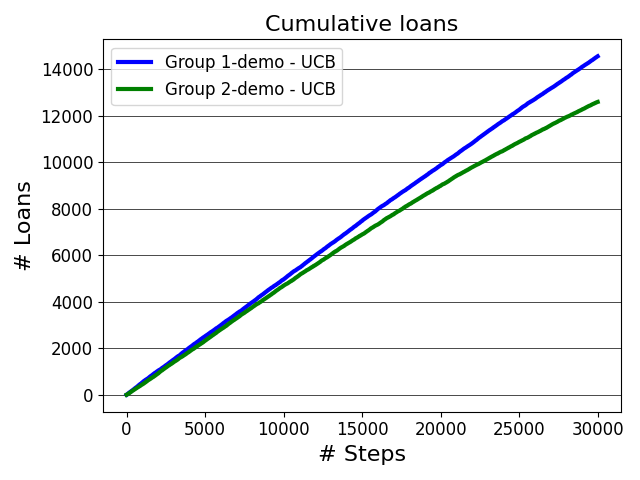 Cumulative loans
Group 1-demo - UCB
Group 2-demo - UCB
# Loans
14000
12000
10000
8000
6000
4000
2000
0
0 5000 10000 15000 20000 25000 30000
# Steps